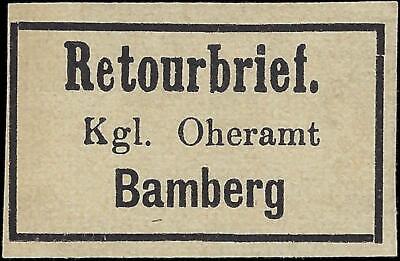 Retourbrief.
Kgl. Oheramt
Bamberg